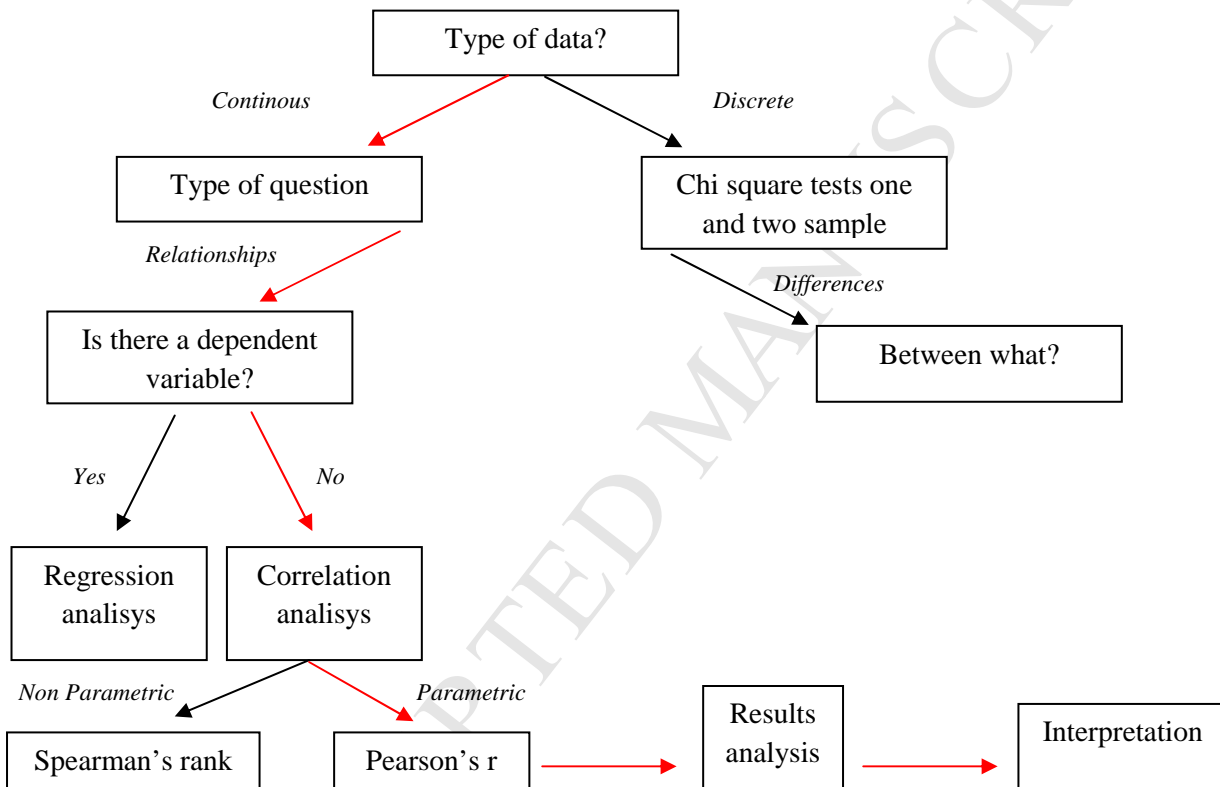 Type of data?
Continous
Discrete
Type of question
Chi square tests one
and two sample
Relationships
Differences
Is there a dependent
variable?
Between what?
Yes
No
Regression
analisys
Correlation
analisys
Non Parametric
Parametric
Results
analysis
Interpretation
Spearman’s rank
Pearson’s r
PTED MANUSCR